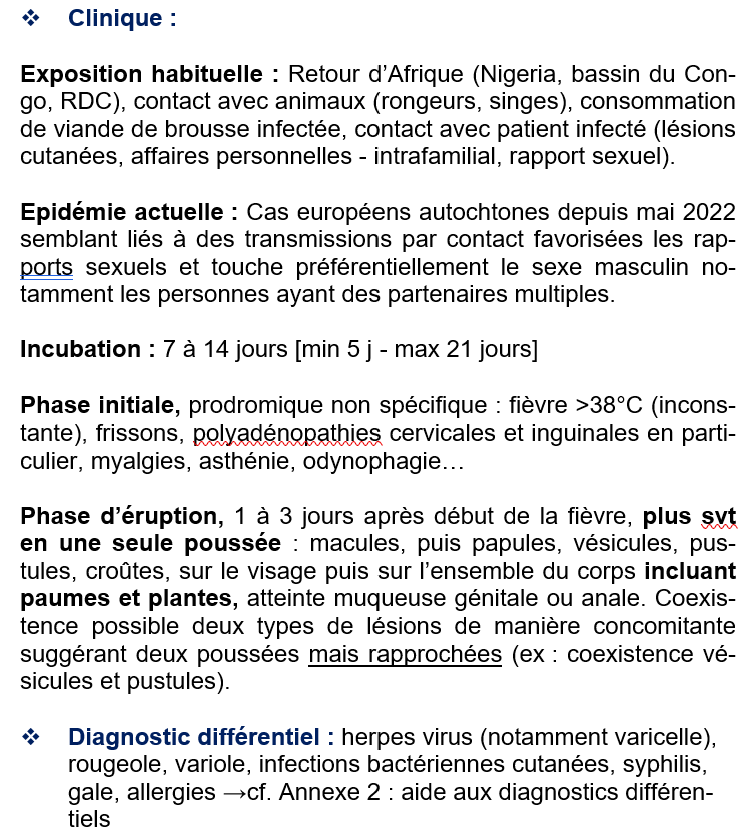 ❖ Clinique :
Exposition habituelle : Retour d’Afrique (Nigeria, bassin du Con-
go, RDC), contact avec animaux (rongeurs, singes), consommation
de viande de brousse infectée, contact avec patient infecté (lésions
cutanées, affaires personnelles - intrafamilial, rapport sexuel).
Epidémie actuelle : Cas européens autochtones depuis mai 2022
semblant liés à des transmissions par contact favorisées les rap-
ports sexuels et touche préférentiellement le sexe masculin no-
tamment les personnes ayant des partenaires multiples.
Incubation : 7 à 14 jours [min 5 j - max 21 jours]
Phase initiale, prodromique non spécifique : fièvre >38°C (incons-
tante), frissons, polyadénopathies cervicales et inguinales en parti-
culier, myalgies, asthénie, odynophagie…
Phase d’éruption, 1 à 3 jours après début de la fièvre, plus svt
en une seule poussée : macules, puis papules, vésicules, pus-
tules, croûtes, sur le visage puis sur l’ensemble du corps incluant
paumes et plantes, atteinte muqueuse génitale ou anale. Coexis-
tence possible deux types de lésions de manière concomitante
suggérant deux poussées mais rapprochées (ex : coexistence vé-
sicules et pustules).
❖ Diagnostic différentiel : herpes virus (notamment varicelle),
rougeole, variole, infections bactériennes cutanées, syphilis,
gale, allergies →cf. Annexe 2 : aide aux diagnostics différen-
tiels